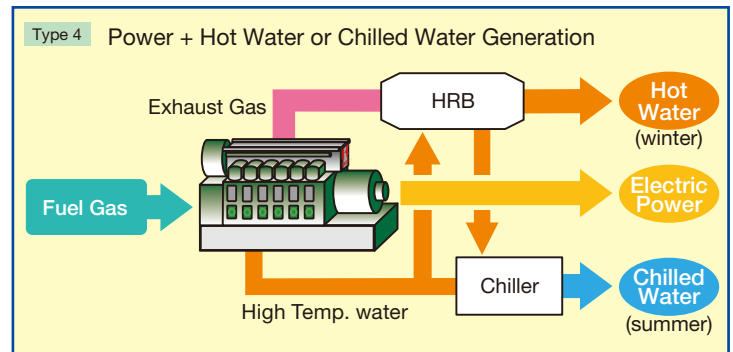 Type 4
Power + Hot Water or Chilled Water Generation
Exhaust Gas
HRB
Hot
Water
(winter)
Fuel Gas
Electric
Power
High Temp. water
Chiller
Chilled
Water
(summer)